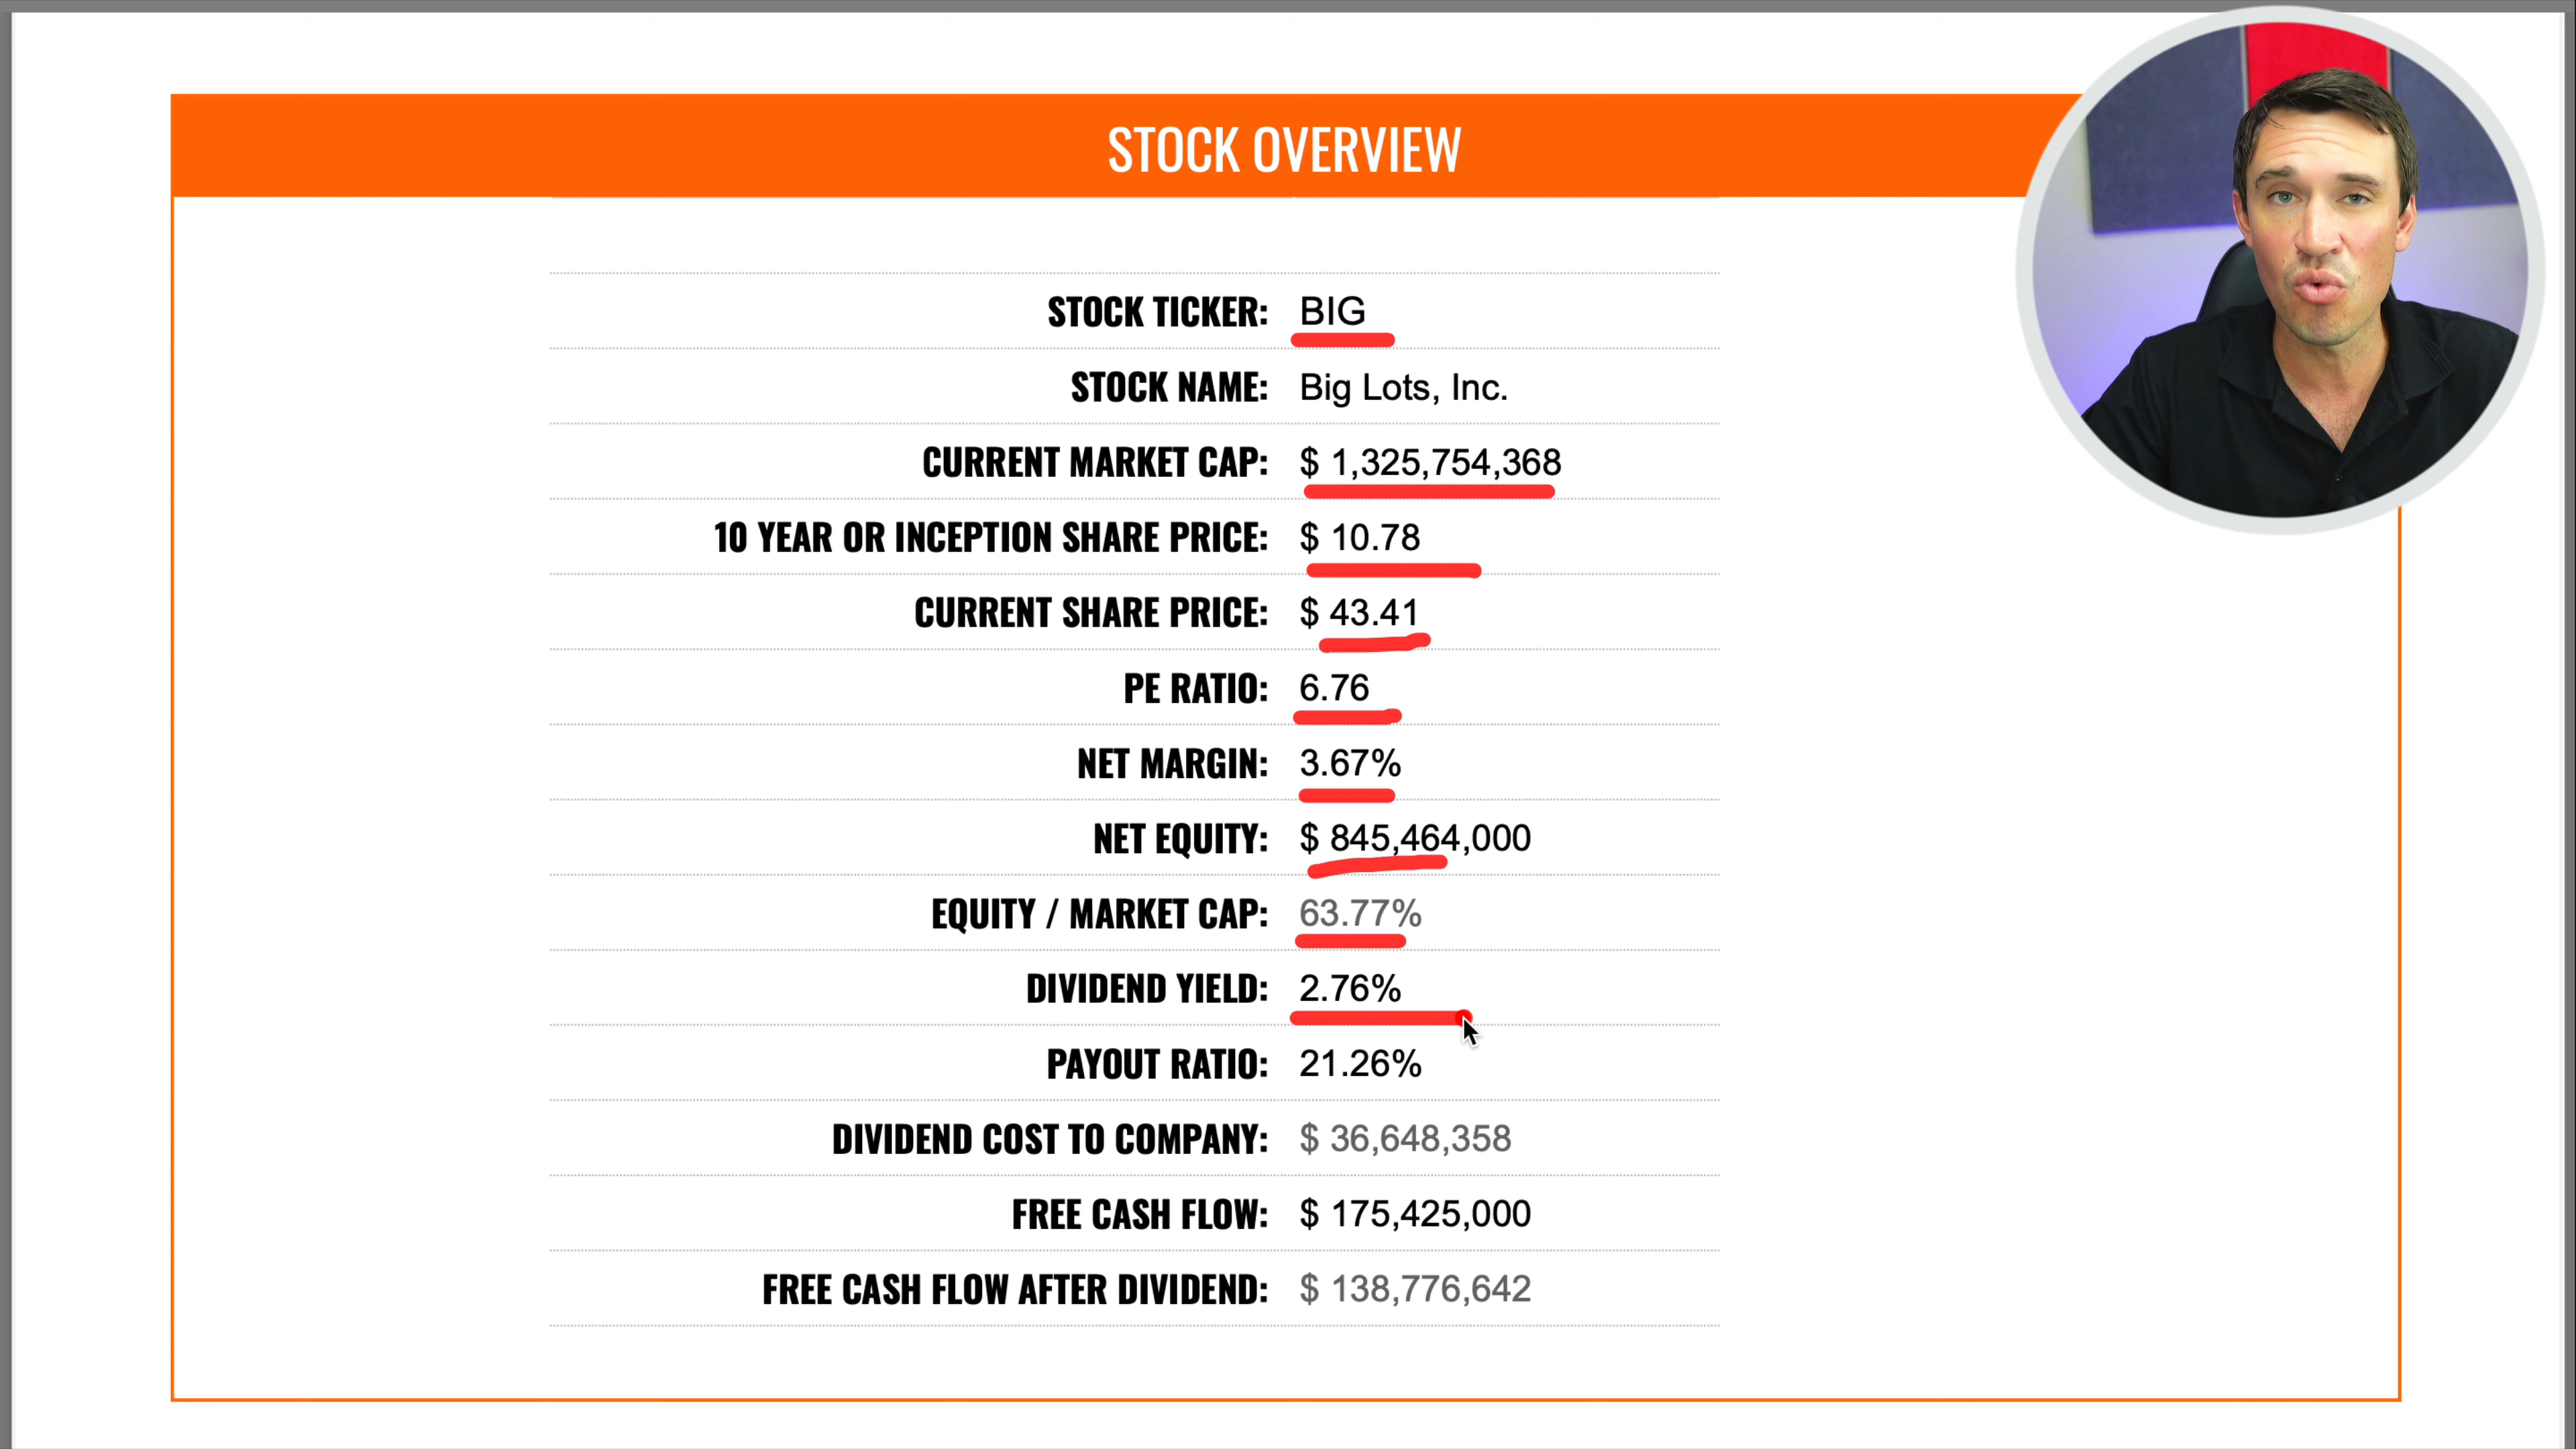 STOCK OVERVIEW
STOCK TICKER: BIG
STOCK NAME: Big Lots, Inc.
CURRENT MARKET CAP: $ 1,325,754,368
10 YEAR OR INCEPTION SHARE PRICE: $ 10.78
CURRENT SHARE PRICE: $ 43.41
PE RATIO: 6.76
NET MARGIN: 3.67%
NET EQUITY: $ 845,464,000
EQUITY / MARKET CAP: 63.77%
DIVIDEND YIELD: 2.76%
PAYOUT RATIO: 21.26%
DIVIDEND COST TO COMPANY: $ 36,648,358
FREE CASH FLOW: $ 175,425,000
FREE CASH FLOW AFTER DIVIDEND: $ 138,776,642